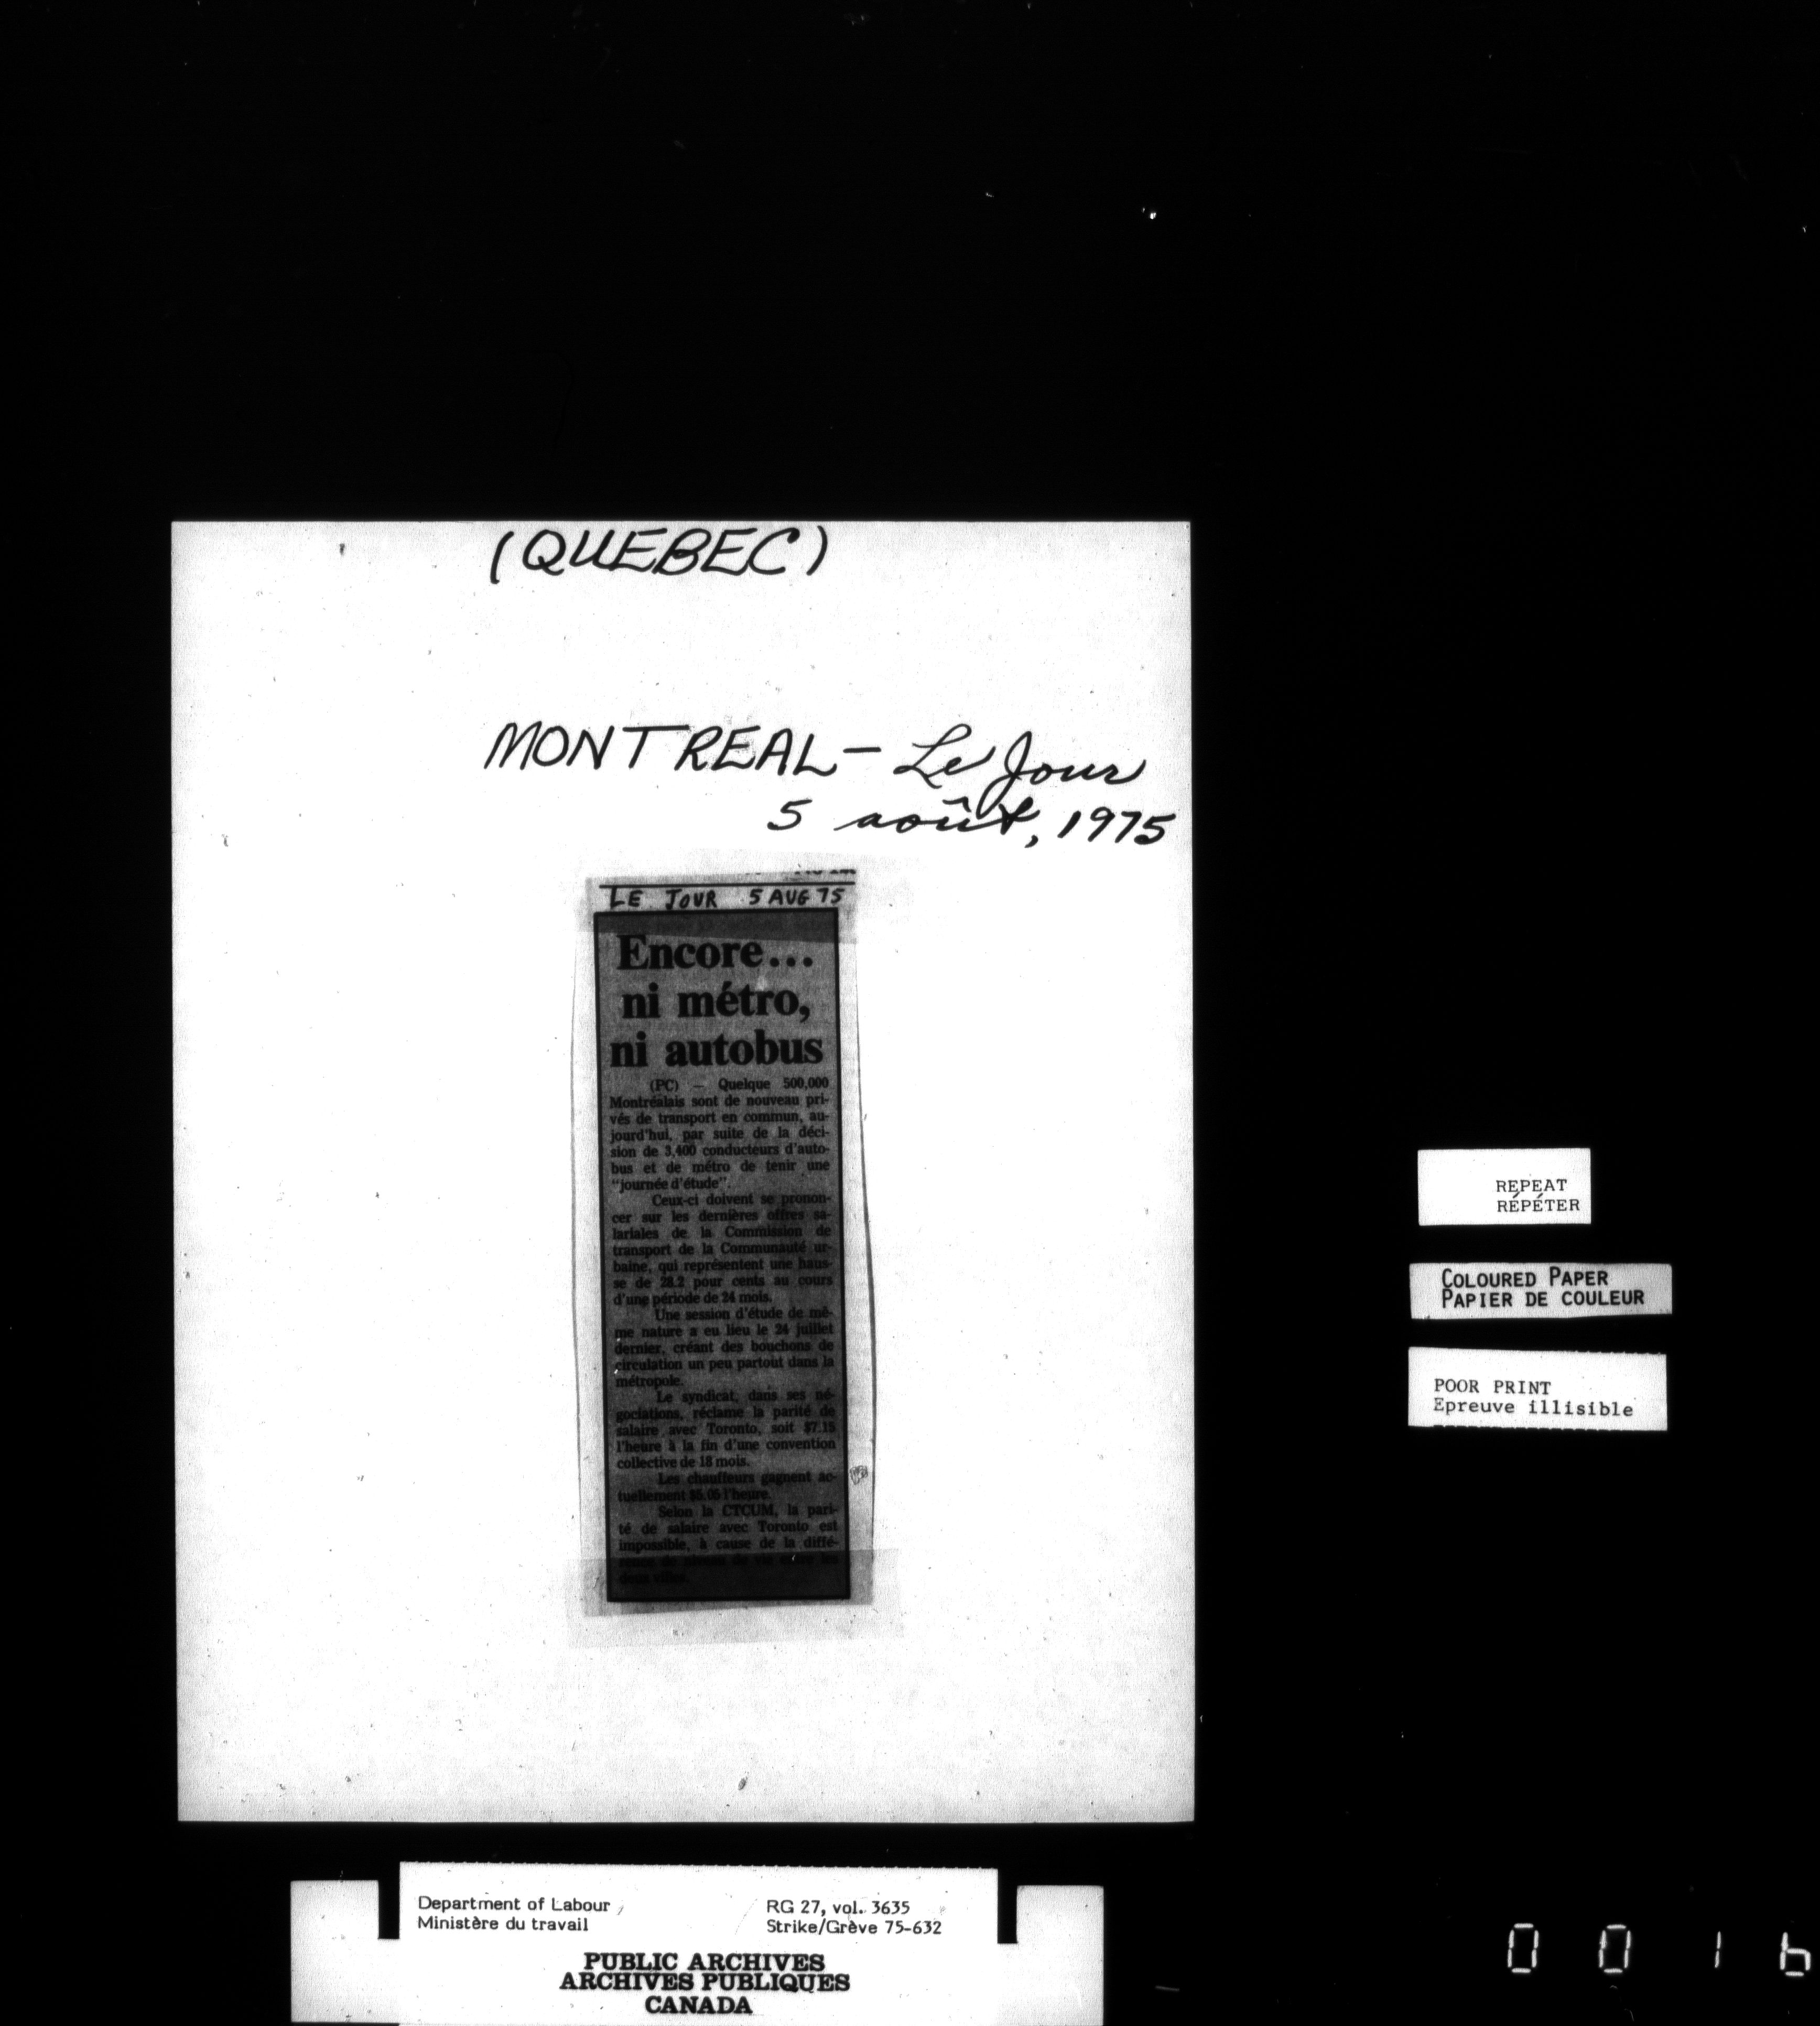 (QUEBEC)
MONTREAL - Le Jour
5 août, 1975
LE JOUR 5 AUG 75
Encore...
ni métro,
ni autobus
(PC) — Quelque 500,000
Montréalais sont de nouveau pri-
vés de transport en commun, au-
jourd'hui, par suite de la déci-
sion de 3,400 conducteurs d'auto-
bus et de métro de tenir une
"journée d'étude".
Ceux-ci doivent se pronon-
cer sur les dernières offres sa-
lariales de la Commission de
transport de la Communauté ur-
baine, qui représentent une haus-
se de 28.2 pour cents au cours
d'une période de 24 mois.
Une session d'étude de mê-
me nature a eu lieu le 24 juillet
dernier, créant des bouchons de
circulation un peu partout dans la
métropole.
Le syndicat, dans ses né-
gociations, réclame la parité de
salaire avec Toronto, soit $7.15
l'heure à la fin d'une convention
collective de 18 mois.
Les chauffeurs gagnent ac-
tuellement l'heure.
Selon la CTCUM, la pari-
té de salaire avec Toronto est
impossible, à cause de la diffé-
rence de niveau de vie entre les
deux villes.
REPEAT
RÉPÉTER
COLOURED PAPER
PAPIER DE COULEUR
POOR PRINT
Epreuve illisible
Department of Labour
Ministère du travail
RG 27, vol. 3635
Strike/Grève 75-632
PUBLIC ARCHIVES
ARCHIVES PUBLIQUES
CANADA
0016